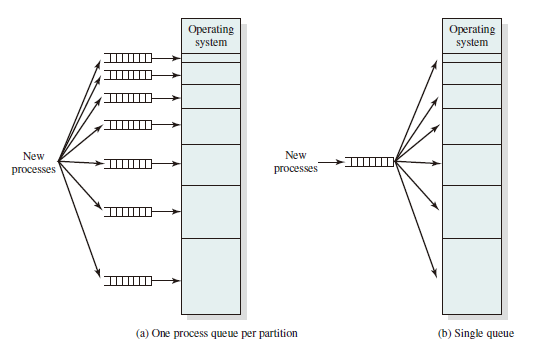 Operating
system
New
processes
(a) One process queue per partition
Operating
system
New
processes
(b) Single queue